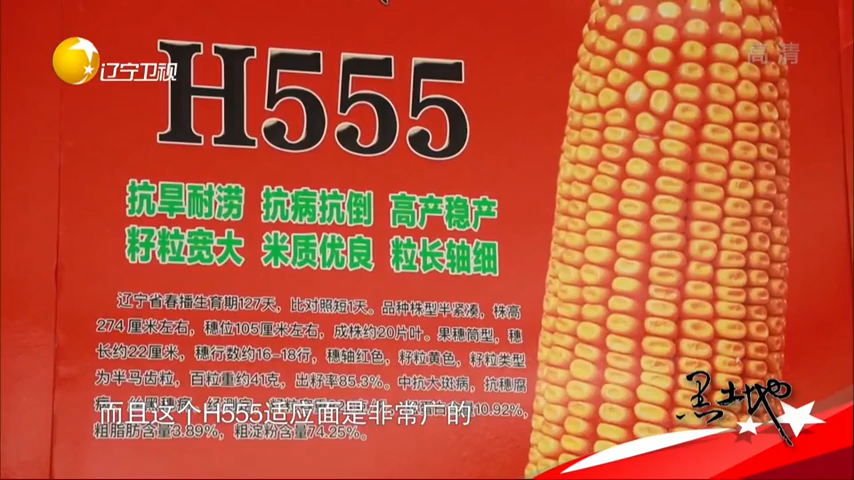 辽宁卫视
高清
H555
抗旱耐涝 抗病抗倒 高产稳产
籽粒宽大 米质优良 粒长轴细
辽宁省春播生育期127天，比对照短1天。品种株型半紧凑，株高
274厘米左右，穗位105厘米左右，成株约20片叶。果穗筒型，穗
长约22厘米，穗行数约16-18行，穗轴红色，籽粒黄色，籽粒类型
为半马齿粒，百粒重约41克，出籽率85.3%。中抗大斑病，抗穗腐
10.92%，
而且这个H555适应面是非常产的
粗脂肪含量3.89%，粗淀粉含量74.25%。
黑土地